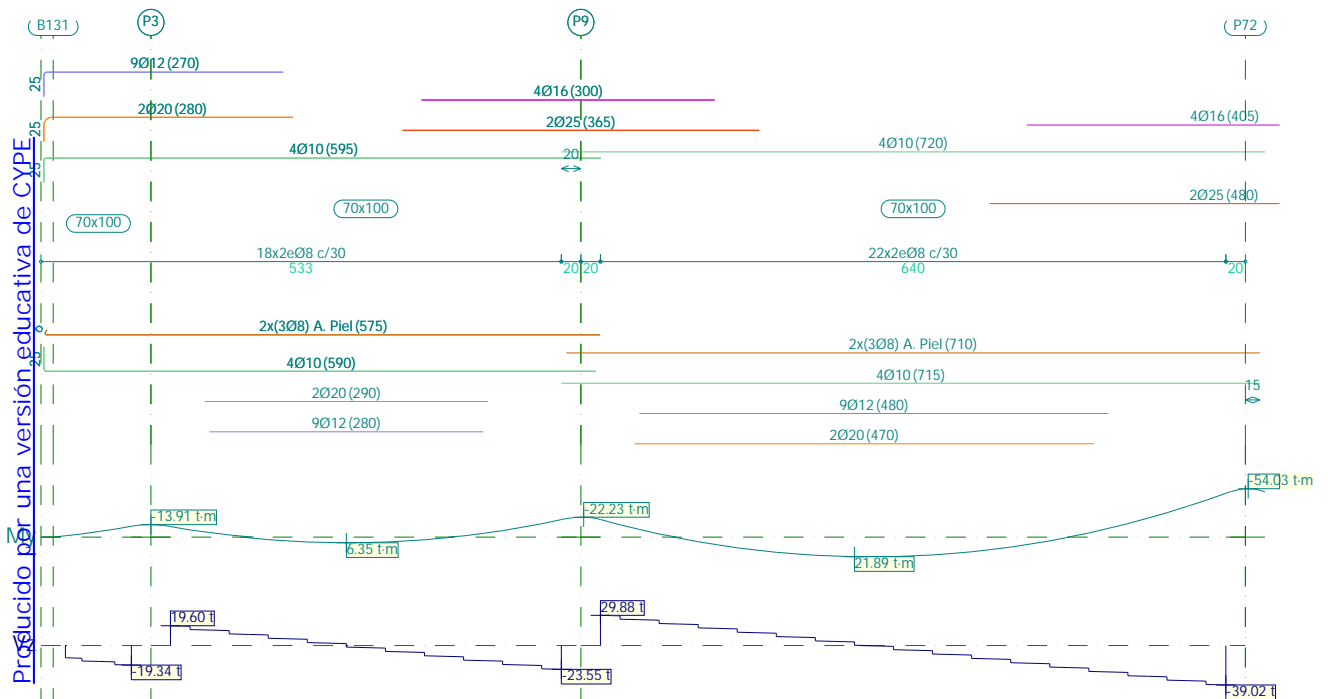 B131
P3
P9
P72
9Ø12 (270)
25
4Ø16 (300)
2Ø20 (280)
25
2Ø25 (365)
4Ø16 (405)
4Ø10 (595)
25
20
4Ø10 (720)
70x100
70x100
70x100
2Ø25 (480)
18x2eØ8 c/30
533
20
20
22x2eØ8 c/30
640
20
6
2x(3Ø8) A. Piel (575)
2x(3Ø8) A. Piel (710)
25
4Ø10 (590)
4Ø10 (715)
15
2Ø20 (290)
9Ø12 (480)
9Ø12 (280)
2Ø20 (470)
-54.03 t·m
-13.91 t·m
-22.23 t·m
6.35 t·m
21.89 t·m
19.60 t
29.88 t
-19.34 t
-23.55 t
-39.02 t
Producido por una versión educativa de CYPE